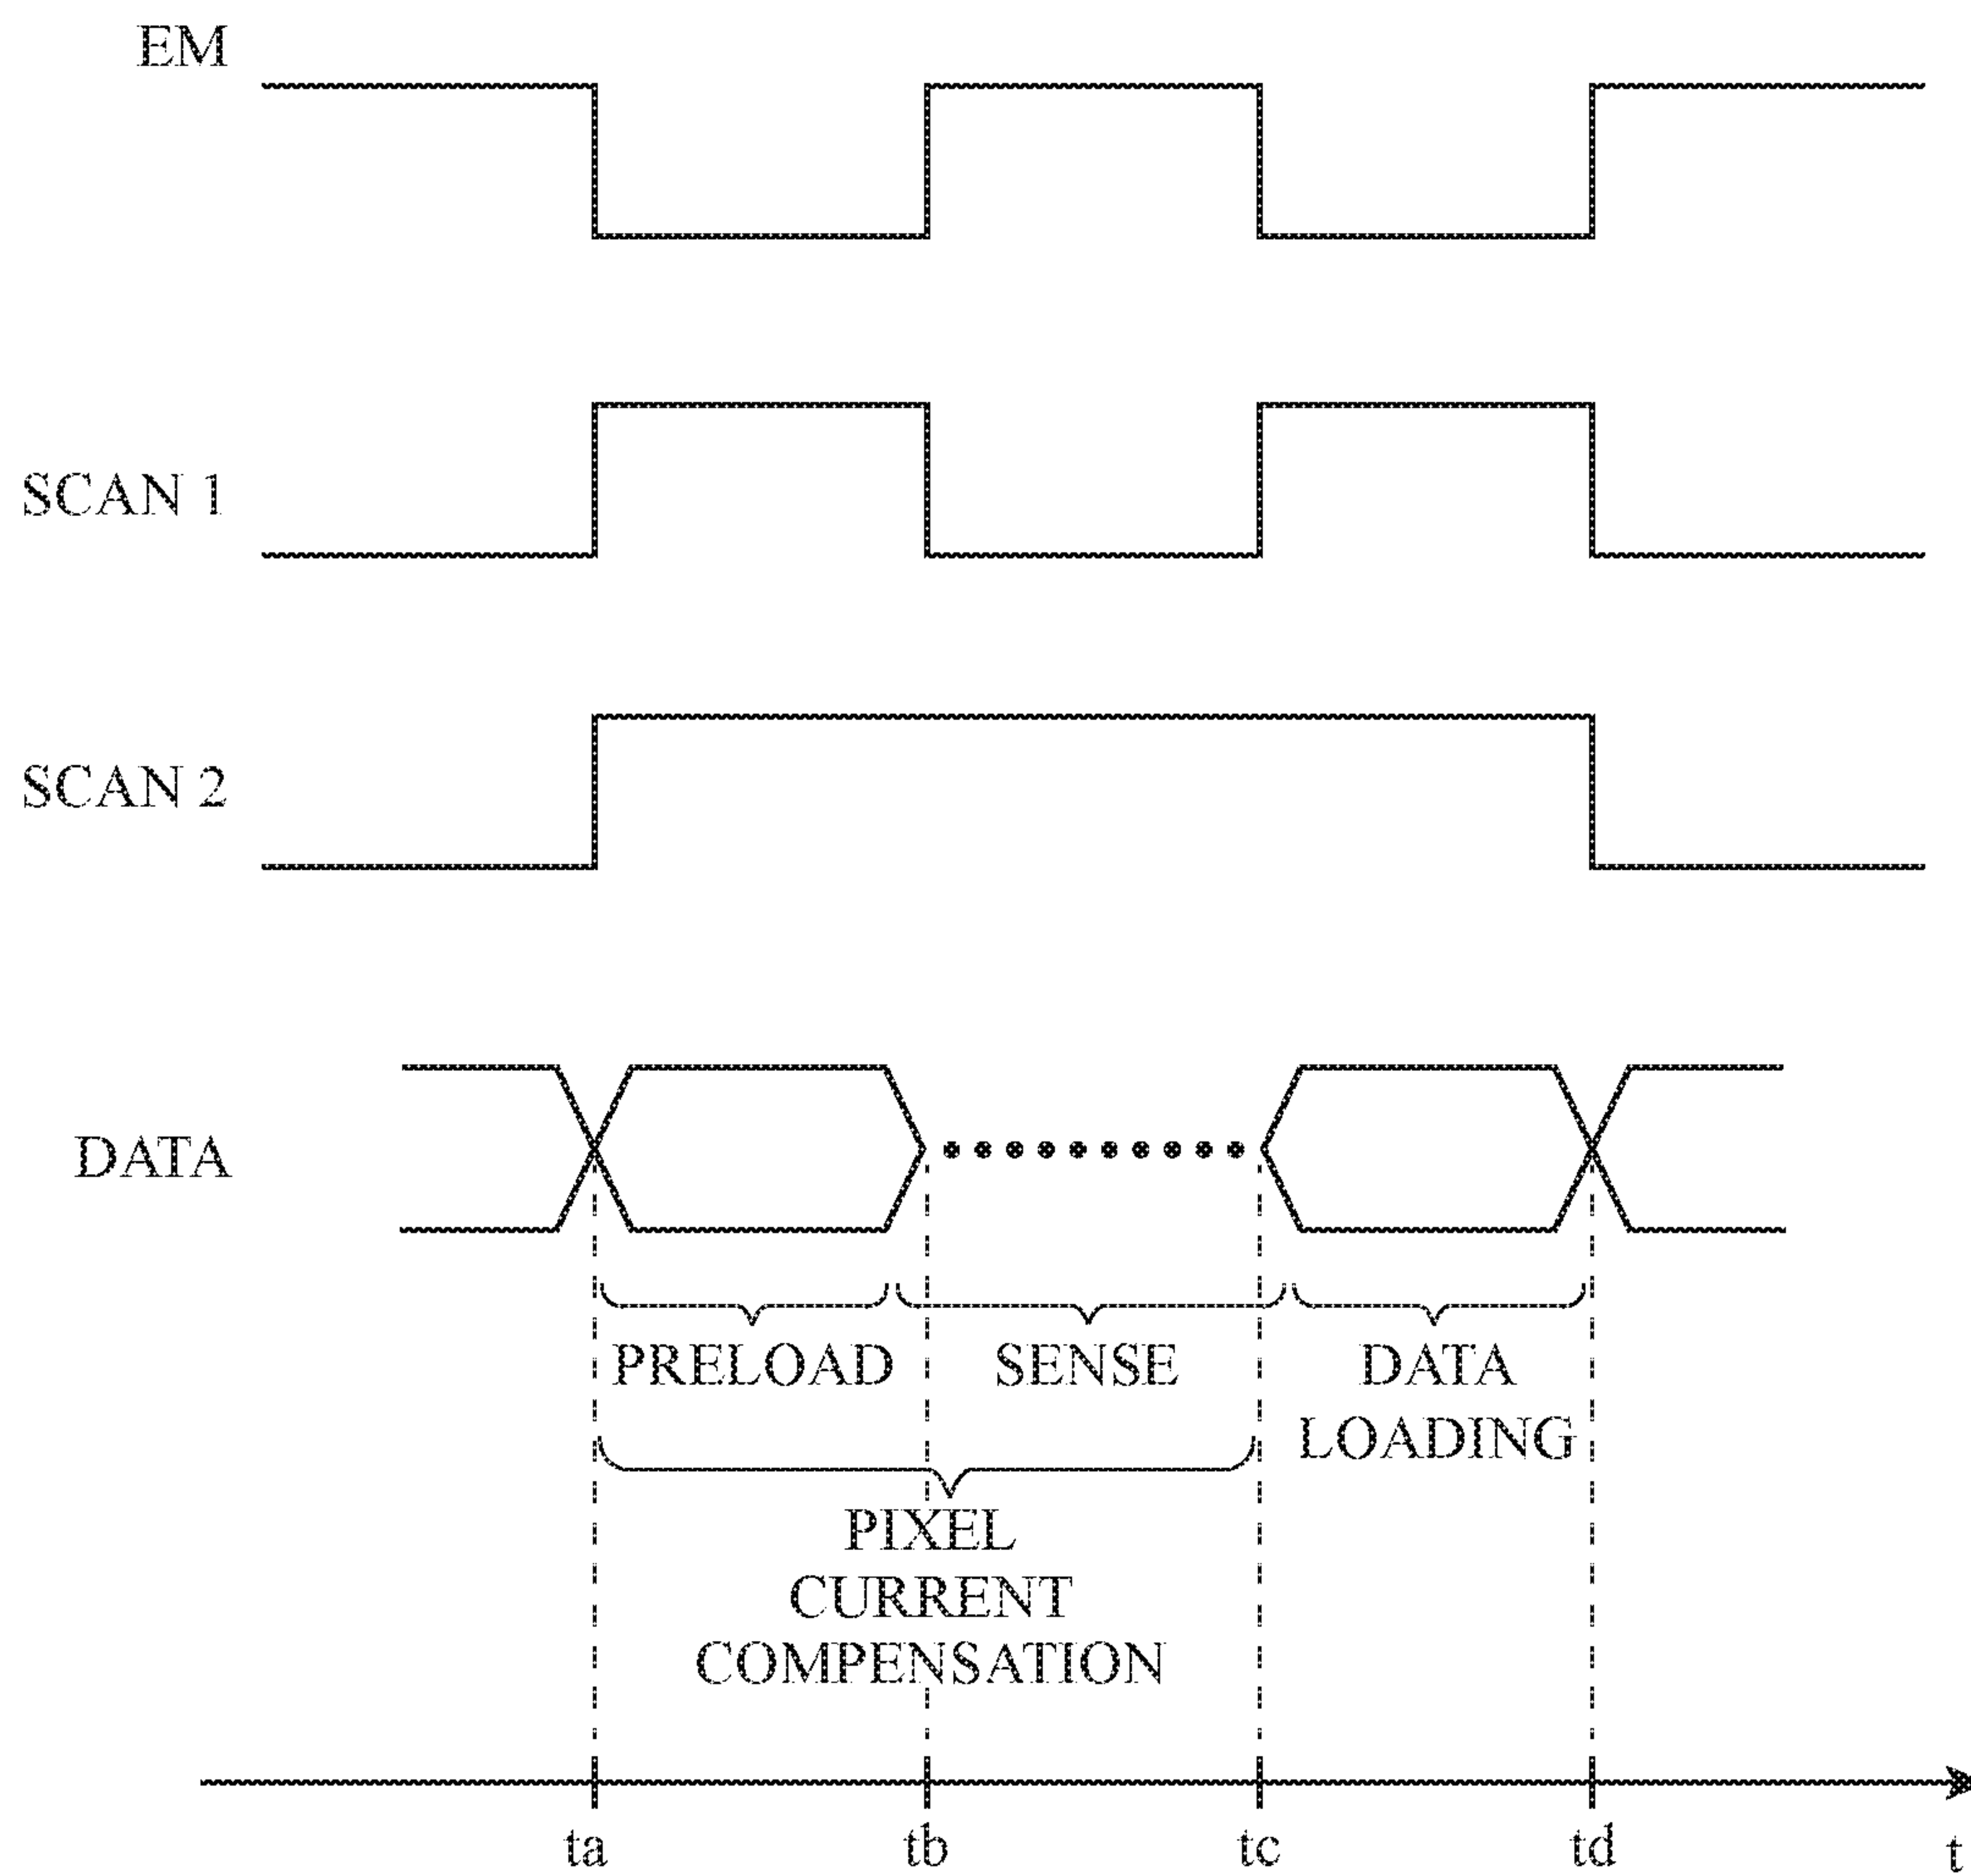 EM
SCAN 1
SCAN 2
DATA
PRELOAD SENSE DATA
LOADING
PIXEL
CURRENT
COMPENSATION
ta tb tc td t